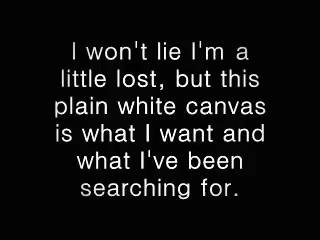 I won't lie I'm a
little lost, but this
plain white canvas
is what I want and
what I've been
searching for.